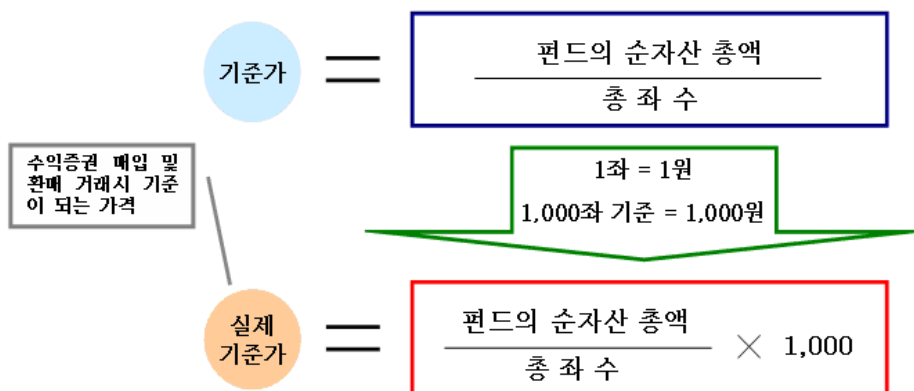 기준가
펀드의 순자산 총액
총 좌 수
수익증권 매입 및
환매 거래시 기준
이 되는 가격
1좌 = 1원
1,000좌 기준 = 1,000원
실제
기준가
펀드의 순자산 총액
총 좌 수
× 1,000